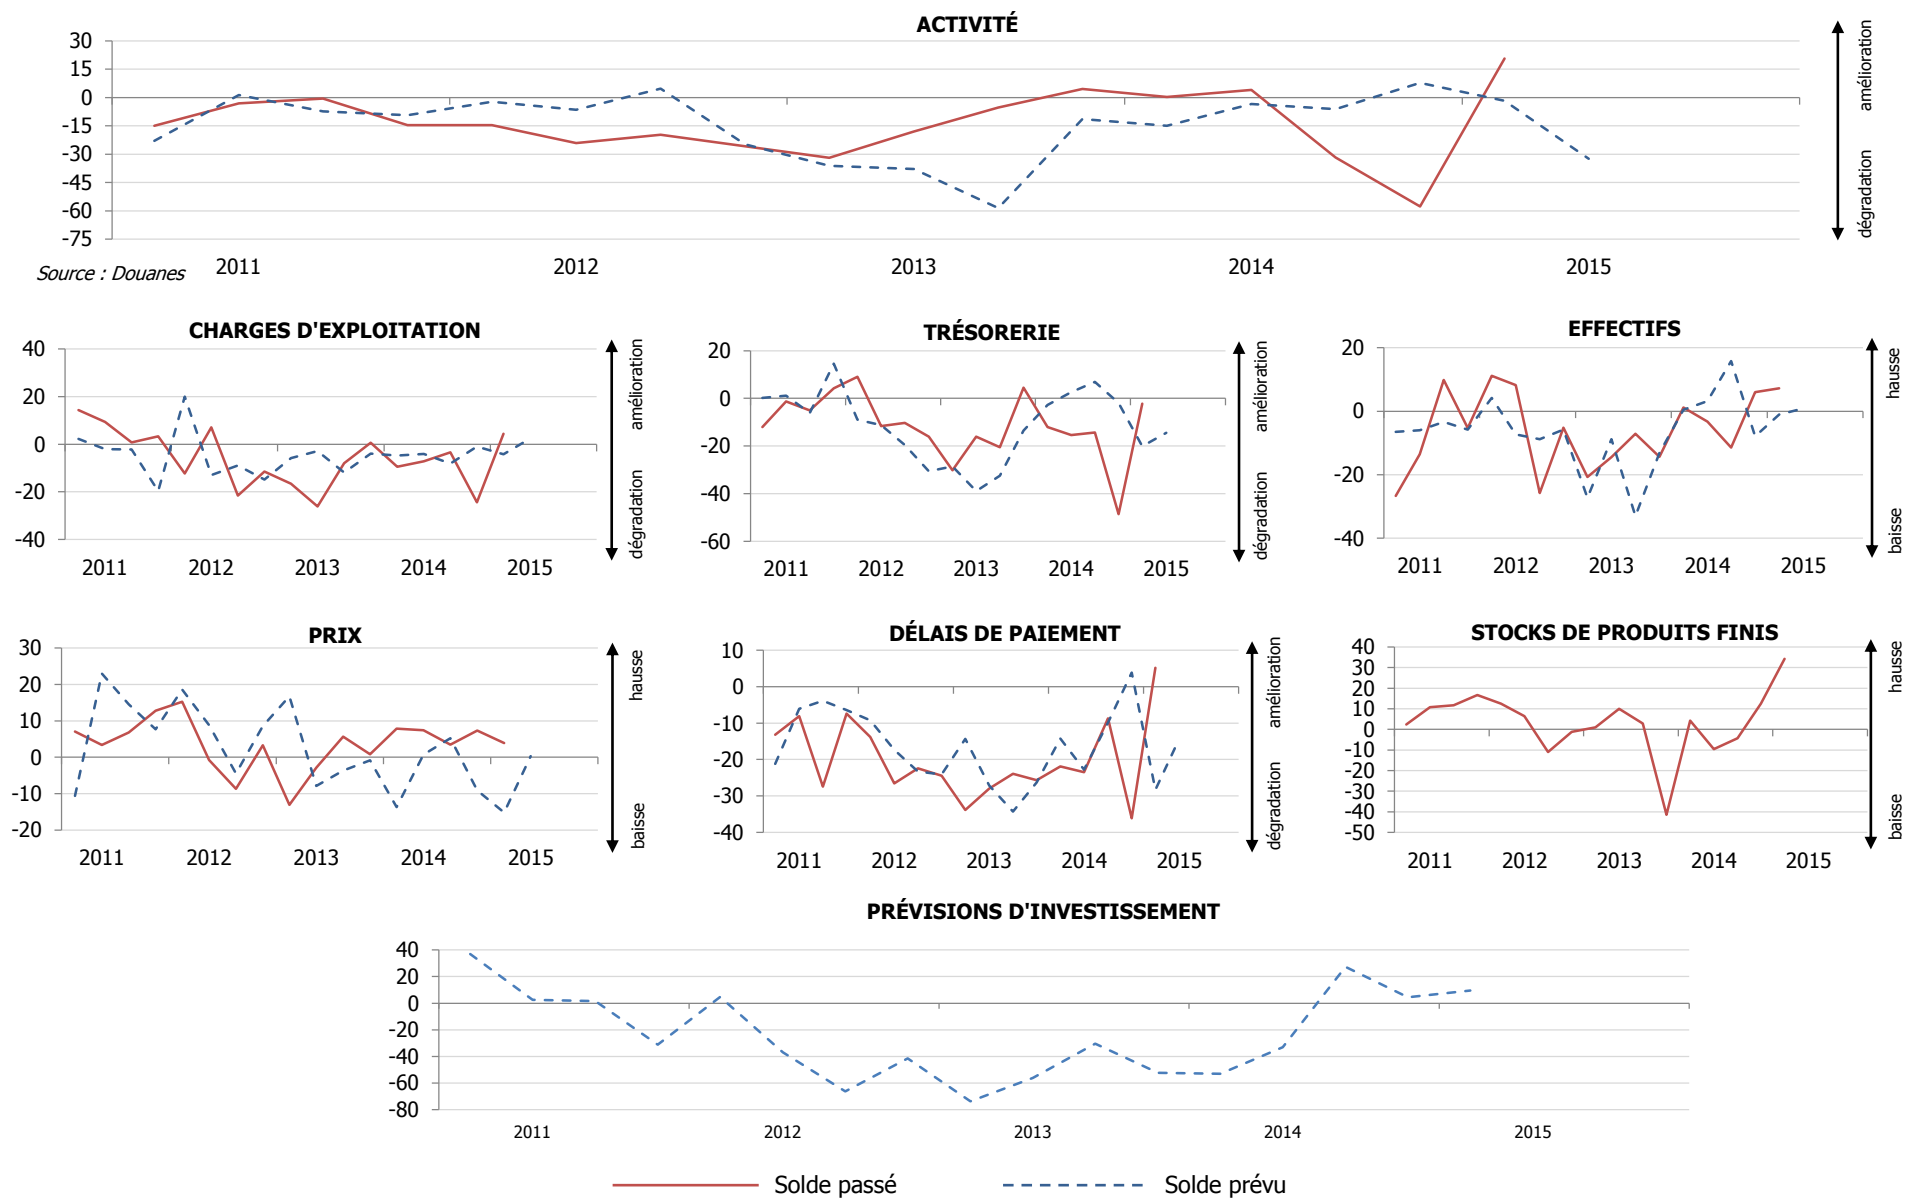 ACTIVITÉ
30
15
0
-15
-30
-45
-60
-75
amélioration
dégradation
2011 2012 2013 2014 2015
Source : Douanes
CHARGES D'EXPLOITATION
40
20
0
-20
-40
amélioration
dégradation
2011 2012 2013 2014 2015
TRÉSORERIE
20
0
-20
-40
-60
amélioration
dégradation
2011 2012 2013 2014 2015
EFFECTIFS
20
0
-20
-40
hausse
baisse
2011 2012 2013 2014 2015
PRIX
30
20
10
0
-10
-20
hausse
baisse
2011 2012 2013 2014 2015
DÉLAIS DE PAIEMENT
10
0
-10
-20
-30
-40
amélioration
dégradation
2011 2012 2013 2014 2015
STOCKS DE PRODUITS FINIS
40
30
20
10
0
-10
-20
-30
-40
-50
hausse
baisse
2011 2012 2013 2014 2015
PRÉVISIONS D'INVESTISSEMENT
40
20
0
-20
-40
-60
-80
2011 2012 2013 2014 2015
Solde passé Solde prévu